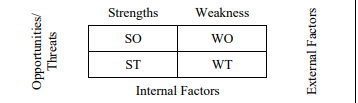 Strengths Weakness
Opportunities/
Threats
SO WO
ST WT
Internal Factors
External Factors